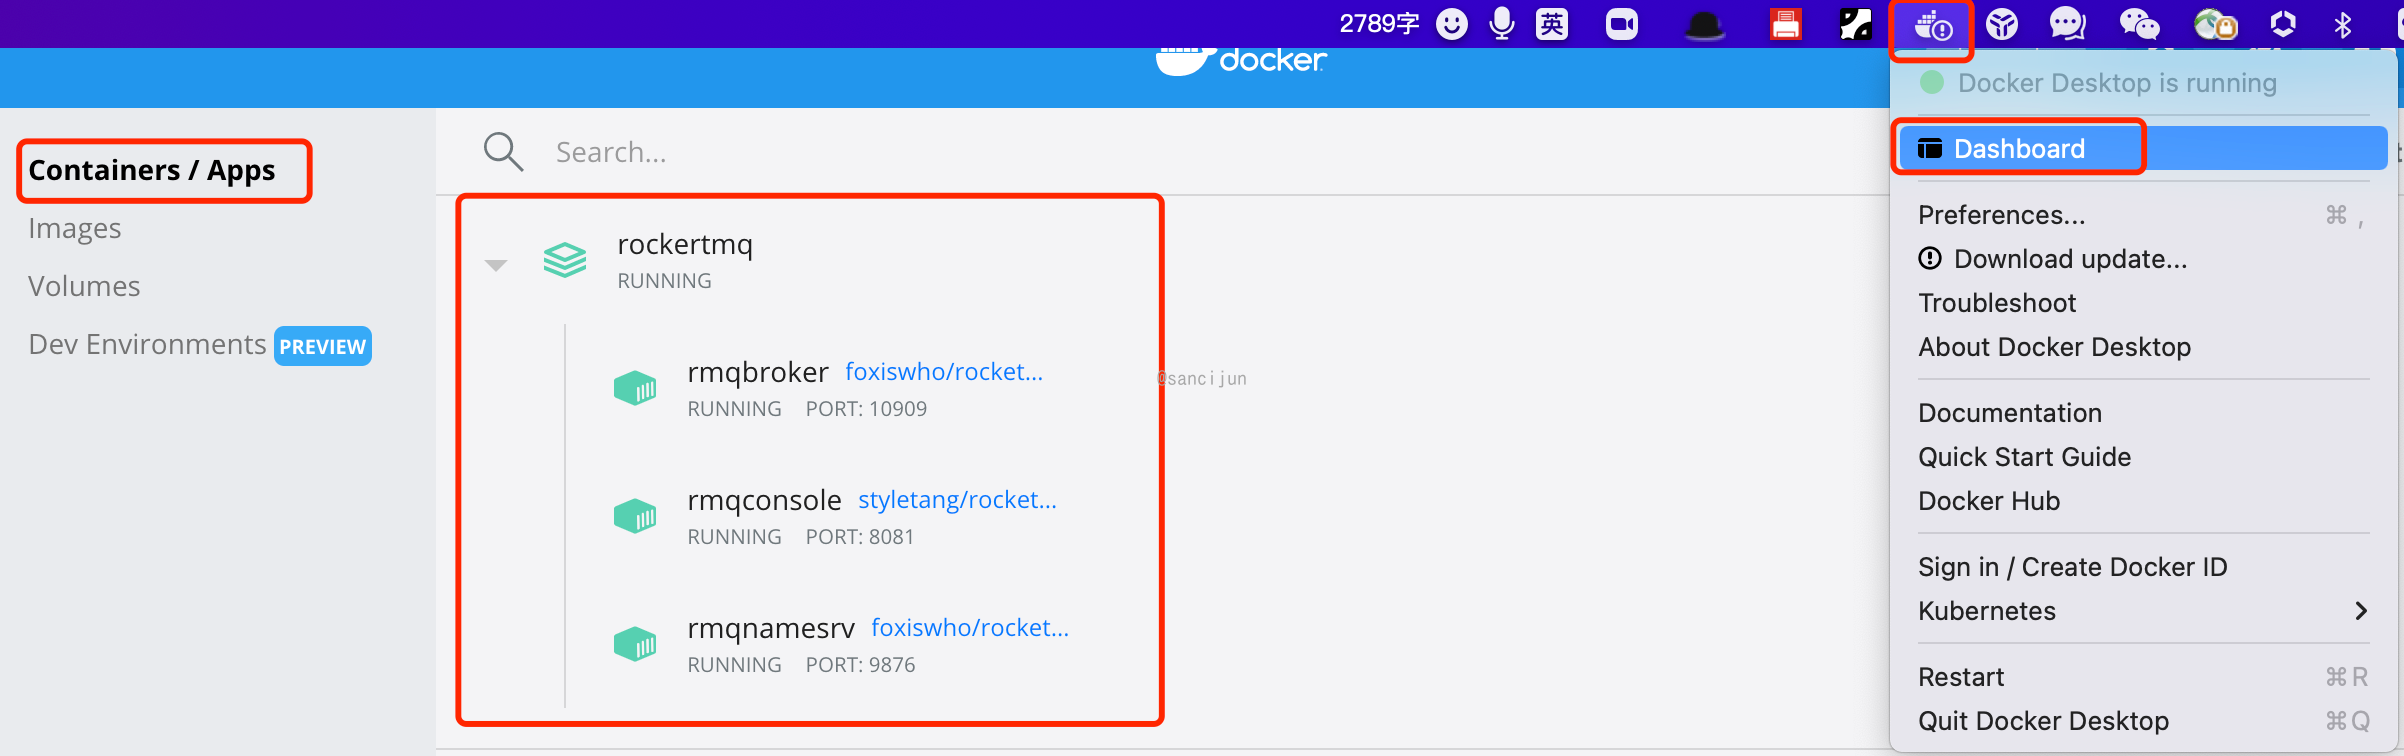 2789字 英
docker
Containers / Apps
Images
Volumes
Dev Environments PREVIEW
Search...
rockertmq
RUNNING
rmqbroker foxiswho/rocket...
RUNNING PORT: 10909
rmqconsole styletang/rocket...
RUNNING PORT: 8081
rmqnamesrv foxiswho/rocket...
RUNNING PORT: 9876
@sancijun
Docker Desktop is running
Dashboard
Preferences... ⌘ ,
Download update...
Troubleshoot
About Docker Desktop
Documentation
Quick Start Guide
Docker Hub
Sign in / Create Docker ID
Kubernetes
Restart ⌘ R
Quit Docker Desktop ⌘ Q